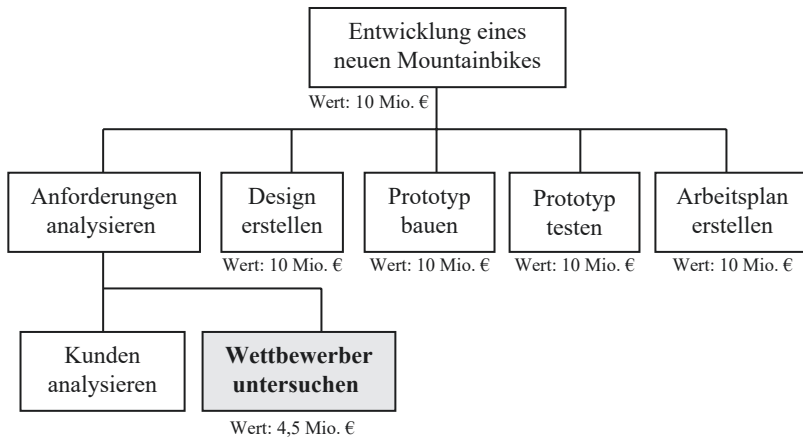 Entwicklung eines
neuen Mountainbikes
Wert: 10 Mio. €
Anforderungen
analysieren
Design
erstellen
Wert: 10 Mio. €
Prototyp
bauen
Wert: 10 Mio. €
Prototyp
testen
Wert: 10 Mio. €
Arbeitsplan
erstellen
Wert: 10 Mio. €
Kunden
analysieren
Wettbewerber
untersuchen
Wert: 4,5 Mio. €